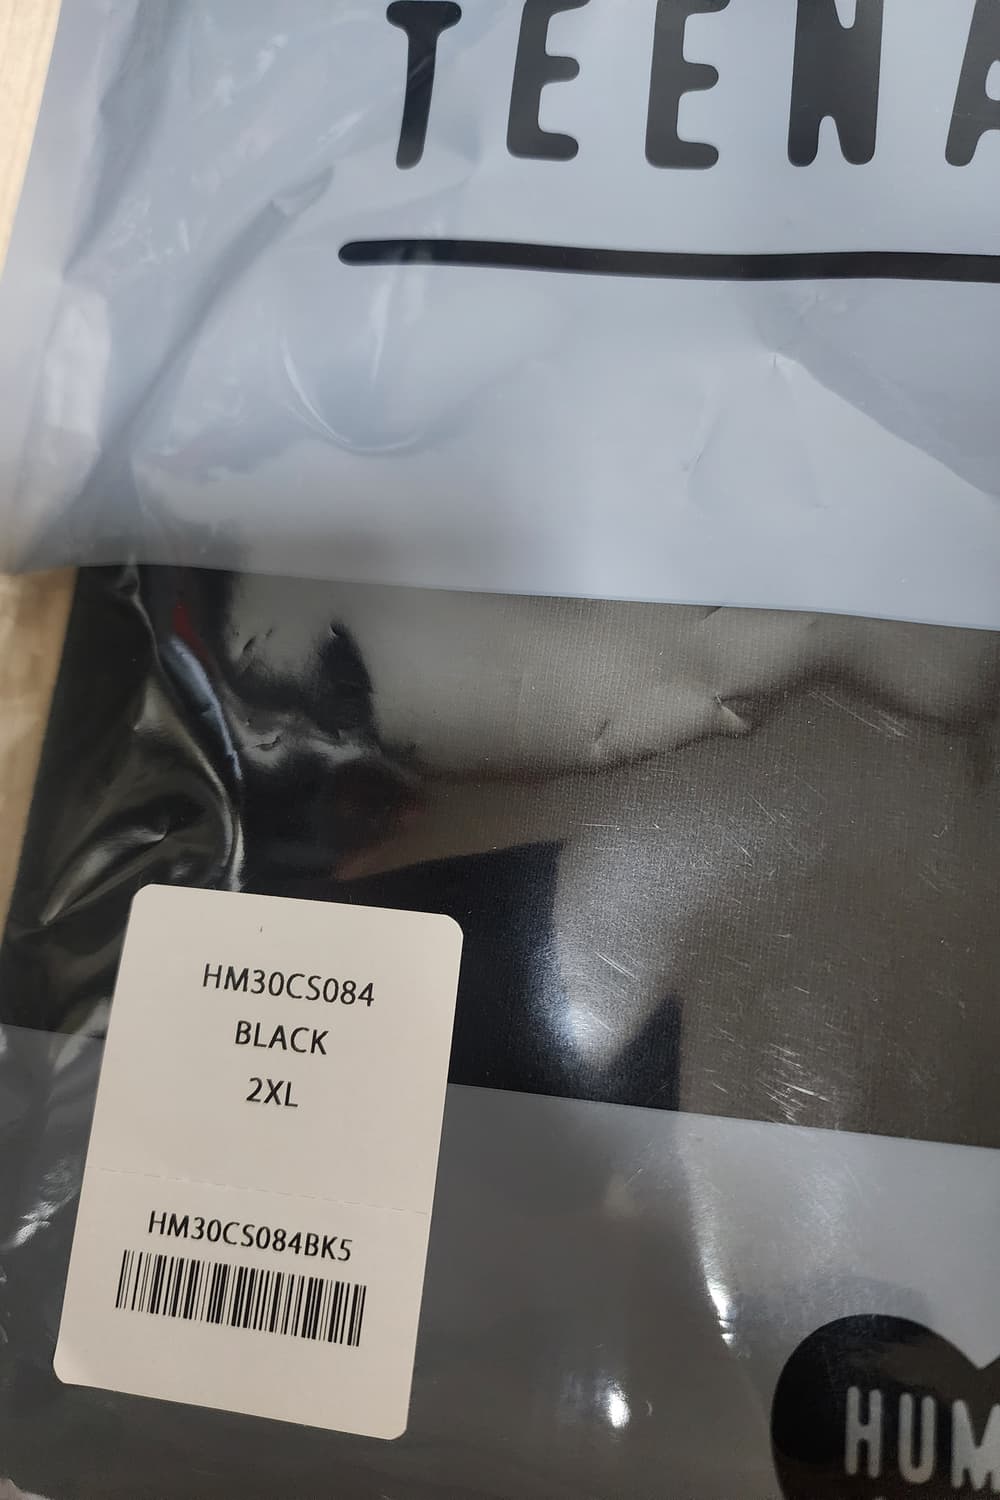 TEENA
HM30CS084
BLACK
2XL
HM30CS084BK5
HUM